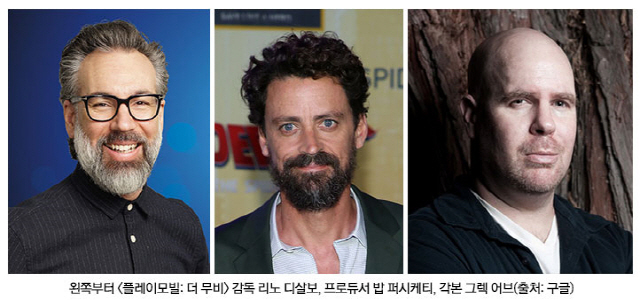 SPID
왼쪽부터 <플레이모빌: 더 무비> 감독 리노 디살보, 프로듀서 밥 퍼시케티, 각본 그렉 어브(출처: 구글)